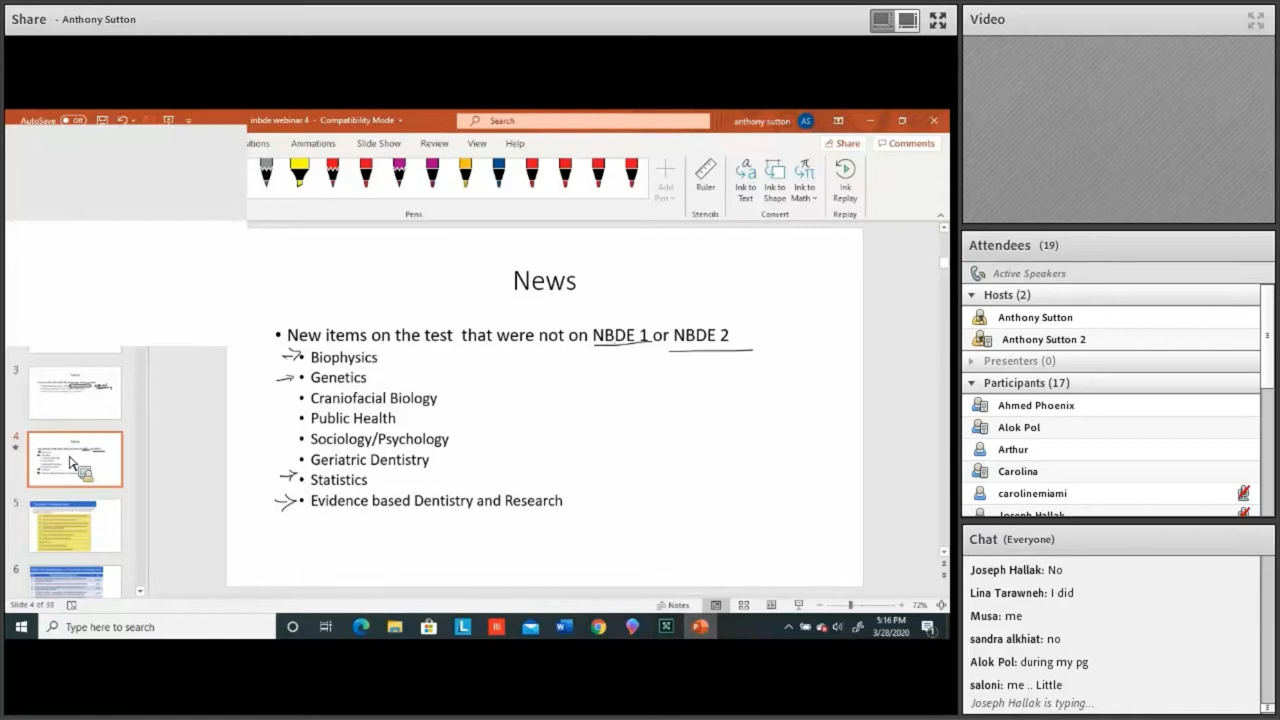 Share - Anthony Sutton
AutoSave Off
inbde webinar 4 - Compatibility Mode
Search
anthony sutton AS
Animations Slide Show Review View Help
Share Comments
Add Pen
Ruler
Ink to Text
Ink to Shape
Ink to Math
Ink Replay
Pens Stencils Convert Replay
News
• New items on the test that were not on NBDE 1 or NBDE 2
• Biophysics
• Genetics
• Craniofacial Biology
• Public Health
• Sociology/Psychology
• Geriatric Dentistry
• Statistics
• Evidence based Dentistry and Research
3
4
5
6
Slide 4 of 38
Notes
72%
Type here to search
5:16 PM
3/28/2020
Video
Attendees (19)
Active Speakers
Hosts (2)
Anthony Sutton
Anthony Sutton 2
Presenters (0)
Participants (17)
Ahmed Phoenix
Alok Pol
Arthur
Carolina
carolinemiami
Joseph Hallak
Chat (Everyone)
Joseph Hallak: No
Lina Tarawneh: I did
Musa: me
sandra alkhiat: no
Alok Pol: during my pg
saloni: me .. Little
Joseph Hallak is typing...